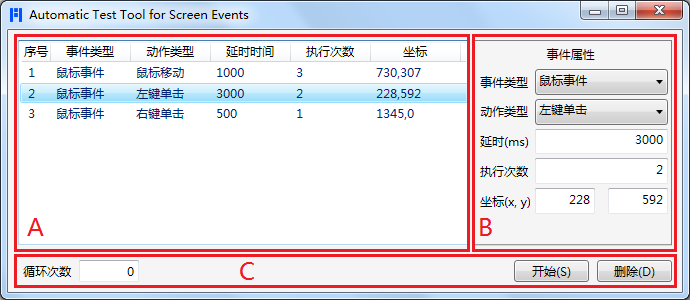 Automatic Test Tool for Screen Events
序号 事件类型 动作类型 延时时间 执行次数 坐标
1 鼠标事件 鼠标移动 1000 3 730,307
2 鼠标事件 左键单击 3000 2 228,592
3 鼠标事件 右键单击 500 1 1345,0
A
事件属性
事件类型 鼠标事件
动作类型 左键单击
延时(ms) 3000
执行次数 2
坐标(x, y) 228 592
B
循环次数 0 C 开始(S) 删除(D)